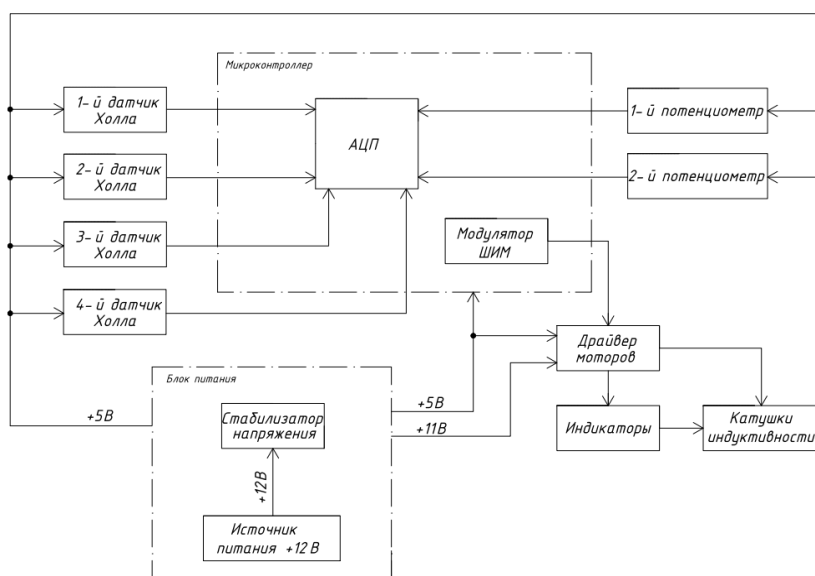 Микроконтроллер
1-й датчик
Холла
АЦП
1-й потенциометр
2-й датчик
Холла
2-й потенциометр
3-й датчик
Холла
Модулятор
ШИМ
4-й датчик
Холла
Драйвер
моторов
Блок питания
+5В
Стабилизатор
напряжения
+5В
+11В
Индикаторы
Катушки
индуктивности
+12В
Источник
питания +12В